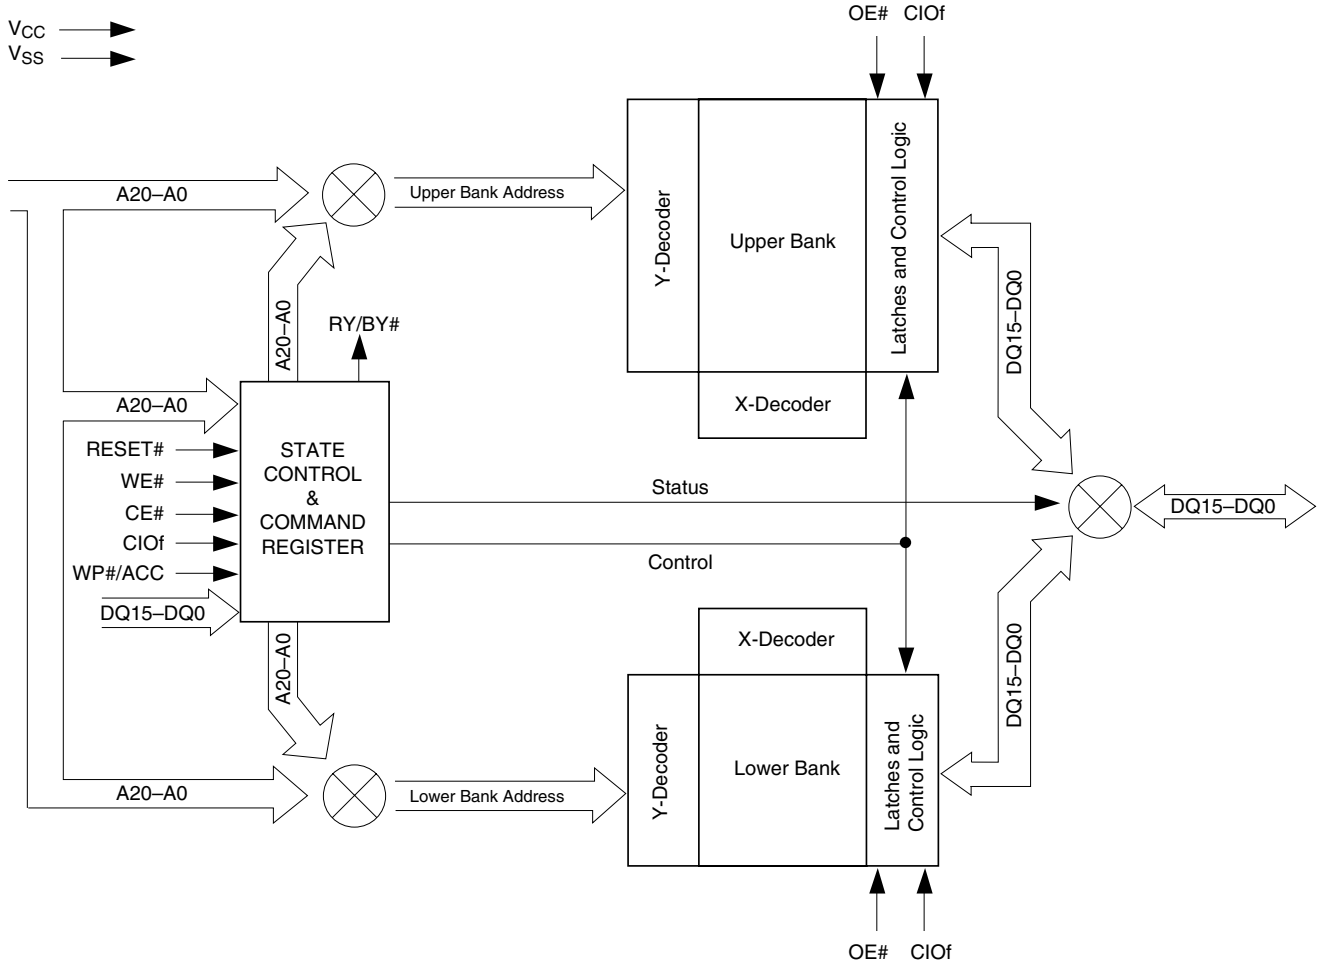 VCC
VSS
OE# CIOf
A20–A0
Upper Bank Address
Y-Decoder
Upper Bank
Latches and Control Logic
X-Decoder
DQ15–DQ0
A20–A0
RY/BY#
A20–A0
RESET#
WE#
CE#
CIOf
WP#/ACC
DQ15–DQ0
STATE
CONTROL
&
COMMAND
REGISTER
Status
Control
DQ15–DQ0
A20–A0
A20–A0
Lower Bank Address
X-Decoder
Y-Decoder
Lower Bank
Latches and
Control Logic
DQ15–DQ0
OE# CIOf